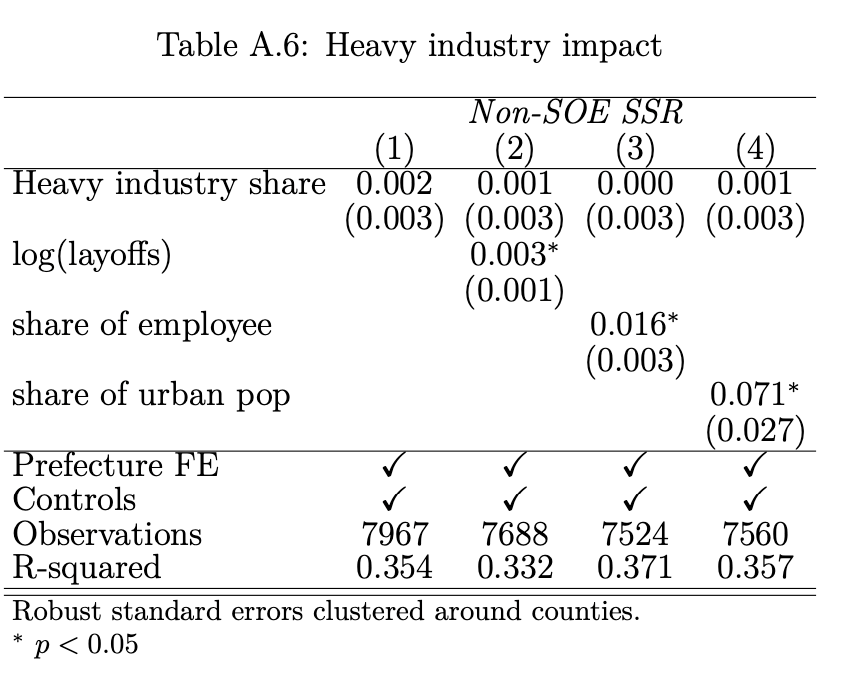 Table A.6: Heavy industry impact
Non-SOE SSR
(1) (2) (3) (4)
Heavy industry share 0.002 0.001 0.000 0.001
(0.003) (0.003) (0.003) (0.003)
log(layoffs) 0.003*
(0.001)
share of employee 0.016*
(0.003)
share of urban pop 0.071*
(0.027)
Prefecture FE ✓ ✓ ✓ ✓
Controls ✓ ✓ ✓ ✓
Observations 7967 7688 7524 7560
R-squared 0.354 0.332 0.371 0.357
Robust standard errors clustered around counties.
* p < 0.05